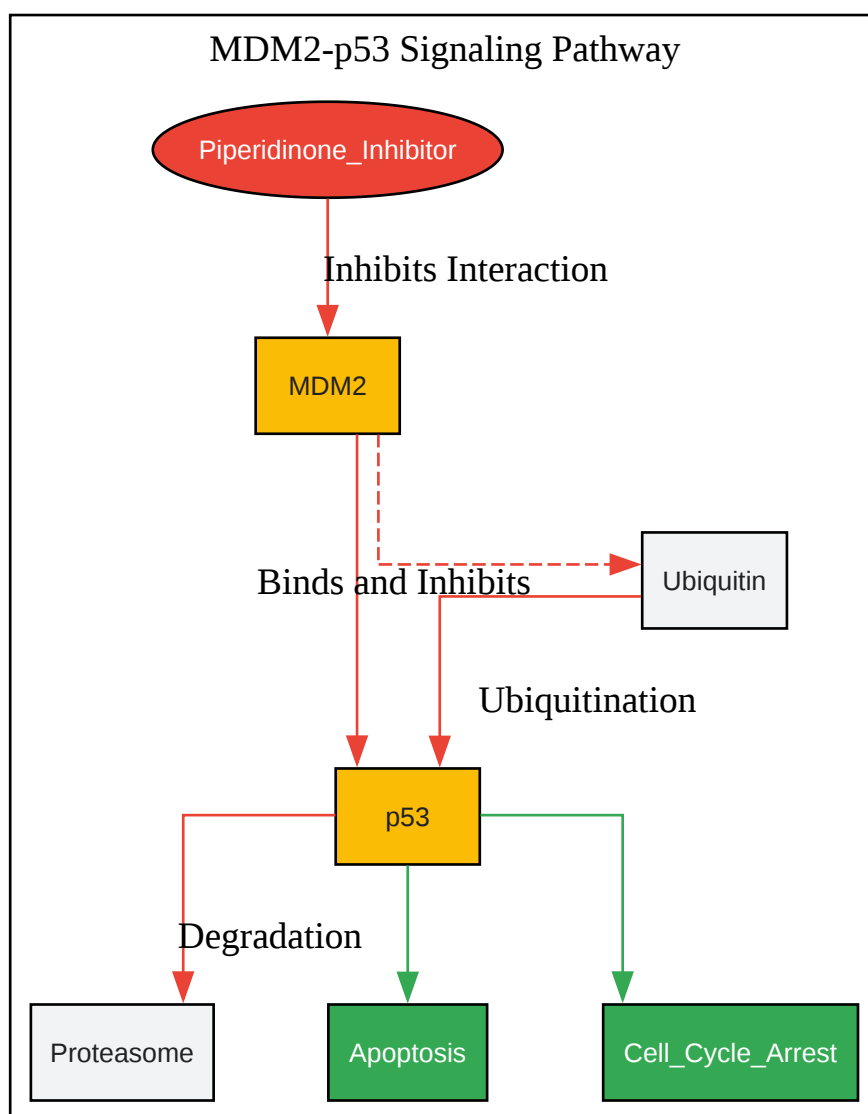 MDM2-p53 Signaling Pathway
Piperidinone_Inhibitor
Inhibits Interaction
MDM2
Binds and Inhibits
Ubiquitin
Ubiquitination
p53
Degradation
Proteasome
Apoptosis
Cell_Cycle_Arrest